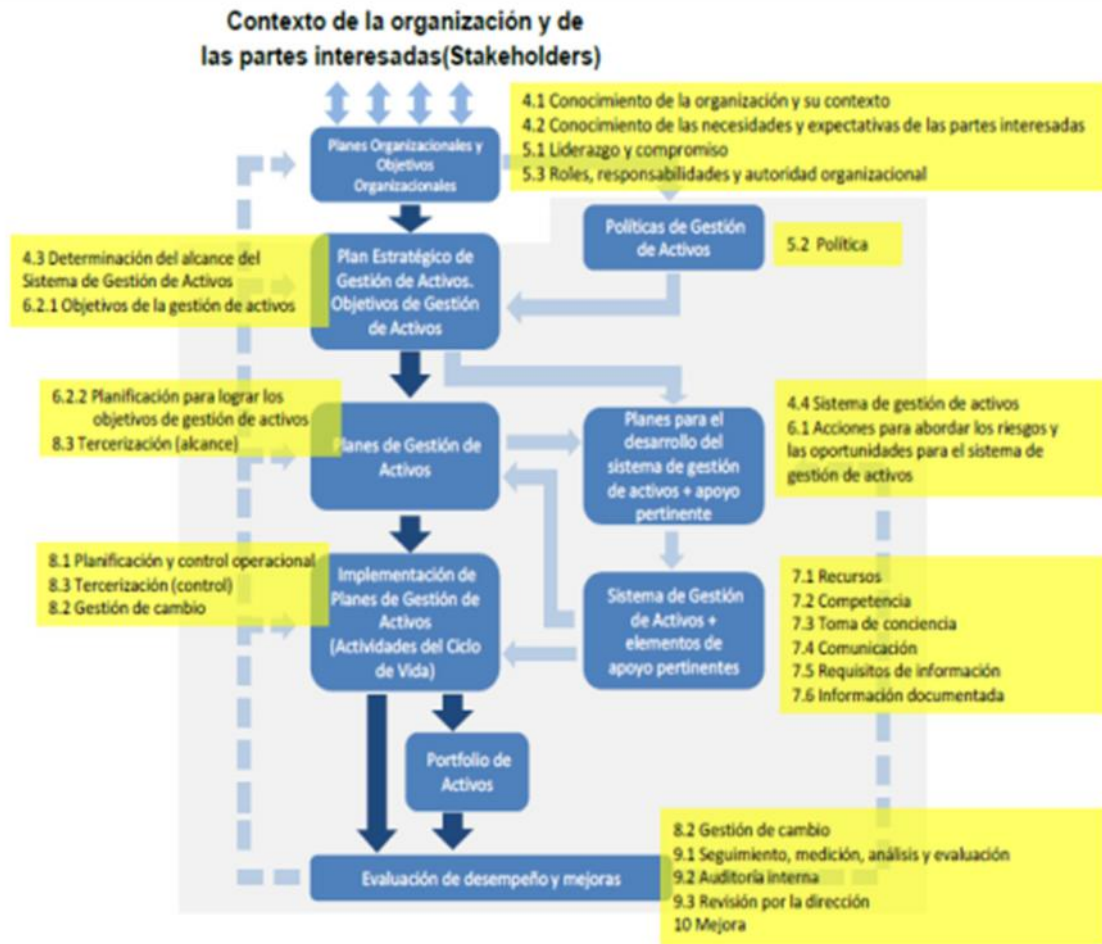 Contexto de la organización y de
las partes interesadas(Stakeholders)
4.1 Conocimiento de la organización y su contexto
4.2 Conocimiento de las necesidades y expectativas de las partes interesadas
5.1 Liderazgo y compromiso
5.3 Roles, responsabilidades y autoridad organizacional
Planes Organizacionales y
Objetivos
Organizacionales
Políticas de Gestión
de Activos
5.2 Política
4.3 Determinación del alcance del
Sistema de Gestión de Activos
6.2.1 Objetivos de la gestión de activos
Plan Estratégico de
Gestión de Activos.
Objetivos de Gestión
de Activos
6.2.2 Planificación para lograr los
objetivos de gestión de activos
8.3 Tercerización (alcance)
Planes de Gestión de
Activos
Planes para el
desarrollo del
sistema de gestión
de activos + apoyo
pertinente
4.4 Sistema de gestión de activos
6.1 Acciones para abordar los riesgos y
las oportunidades para el sistema de
gestión de activos
8.1 Planificación y control operacional
8.3 Tercerización (control)
8.2 Gestión de cambio
Implementación de
Planes de Gestión de
Activos
(Actividades del Ciclo
de Vida)
Sistema de Gestión
de Activos +
elementos de
apoyo pertinentes
7.1 Recursos
7.2 Competencia
7.3 Toma de conciencia
7.4 Comunicación
7.5 Requisitos de información
7.6 Información documentada
Portfolio de
Activos
Evaluación de desempeño y mejoras
8.2 Gestión de cambio
9.1 Seguimiento, medición, análisis y evaluación
9.2 Auditoría interna
9.3 Revisión por la dirección
10 Mejora